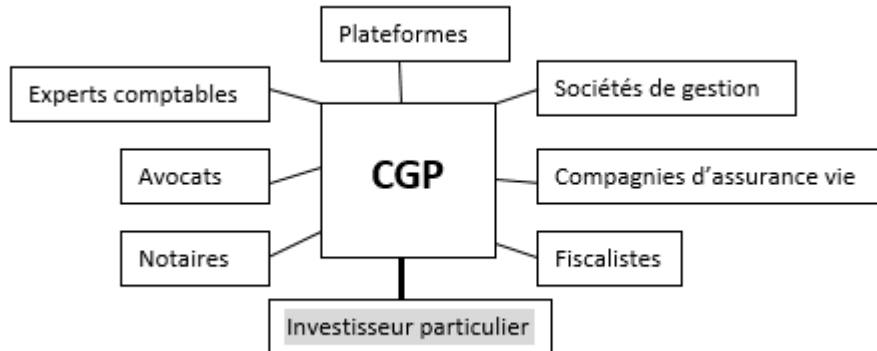 Plateformes
Experts comptables
Sociétés de gestion
CGP
Avocats
Compagnies d'assurance vie
Notaires
Fiscalistes
Investisseur particulier